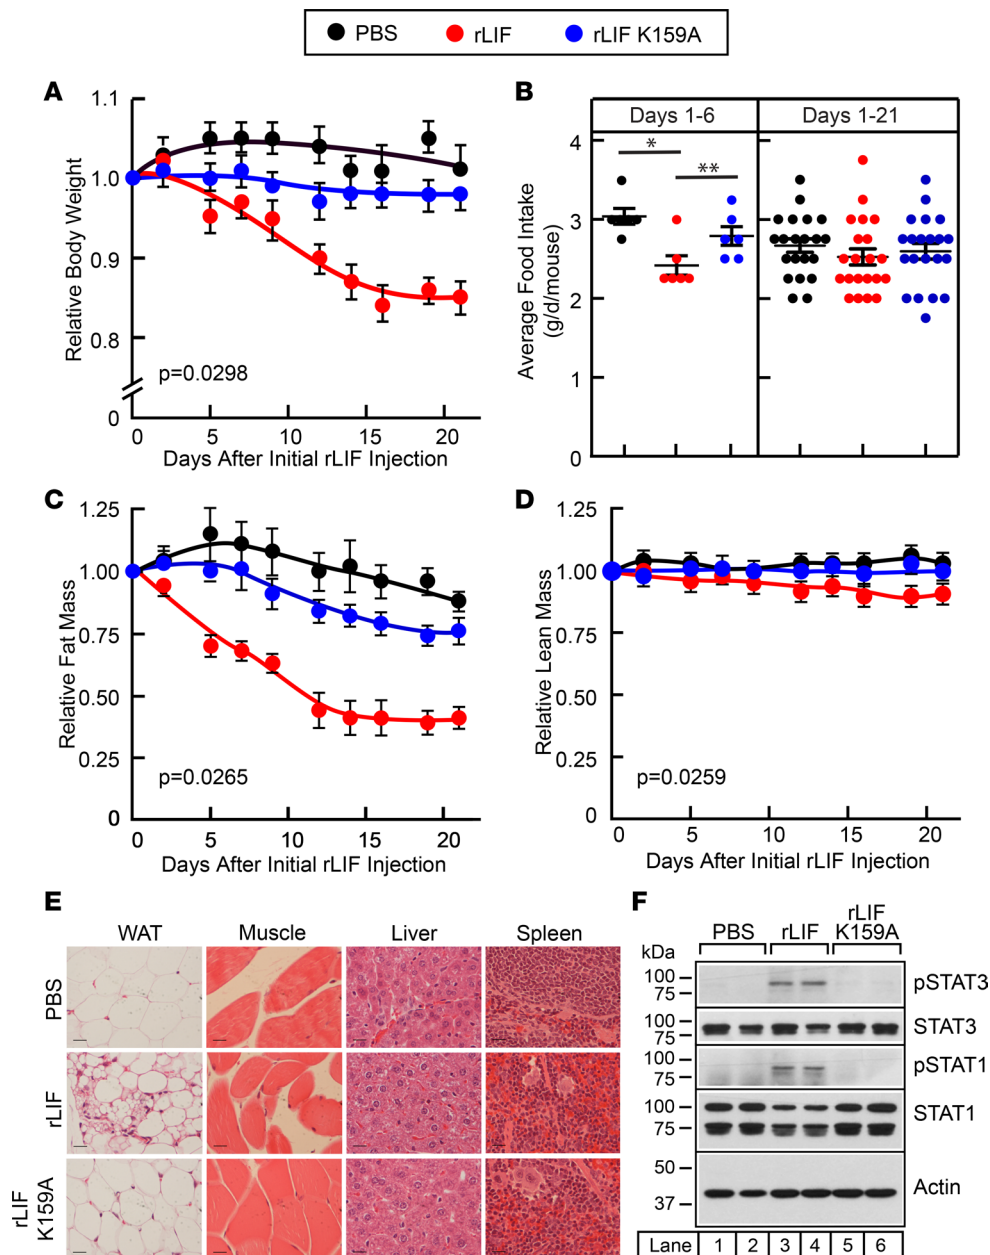 PBS rLIF rLIF K159A
A
1.1
1.0
0.9
0.8
0
Relative Body Weight
p=0.0298
0 5 10 15 20
Days After Initial rLIF Injection
B
Days 1-6 Days 1-21
4
3
2
1
0
Average Food Intake
(g/d/mouse)
* **
C
1.25
1.00
0.75
0.50
0.25
0
Relative Fat Mass
p=0.0265
0 5 10 15 20
Days After Initial rLIF Injection
D
1.25
1.00
0.75
0.50
0.25
0
Relative Lean Mass
p=0.0259
0 5 10 15 20
Days After Initial rLIF Injection
E
WAT Muscle Liver Spleen
PBS
rLIF
rLIF
K159A
F
rLIF
PBS rLIF K159A
kDa
100
75
pSTAT3
100
75
STAT3
100
75
pSTAT1
100
75
STAT1
50
37
Actin
Lane 1 2 3 4 5 6